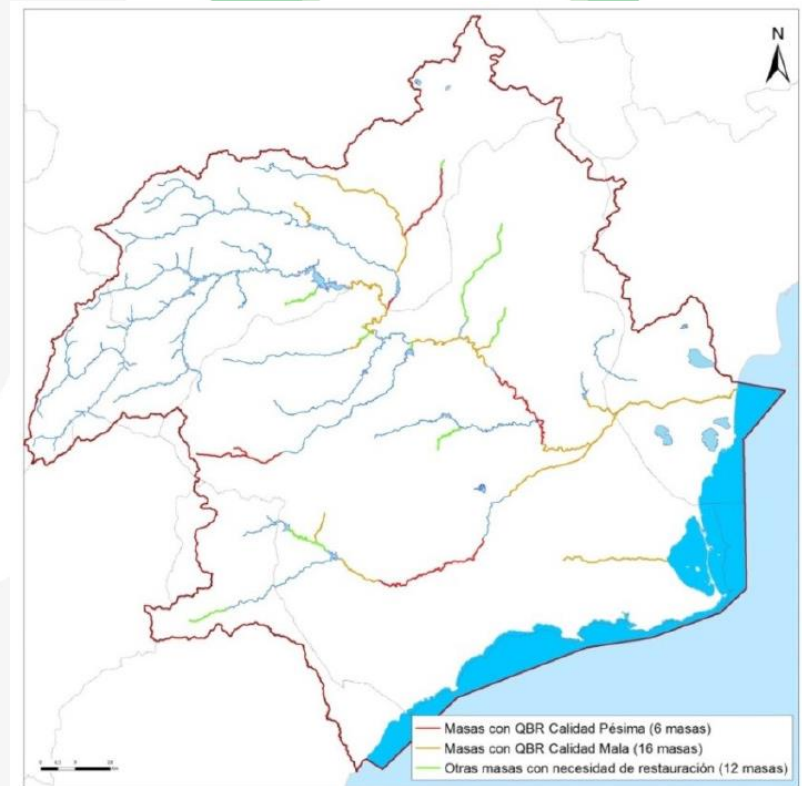 N
Masas con QBR Calidad Pésima (6 masas)
Masas con QBR Calidad Mala (16 masas)
Otras masas con necesidad de restauración (12 masas)